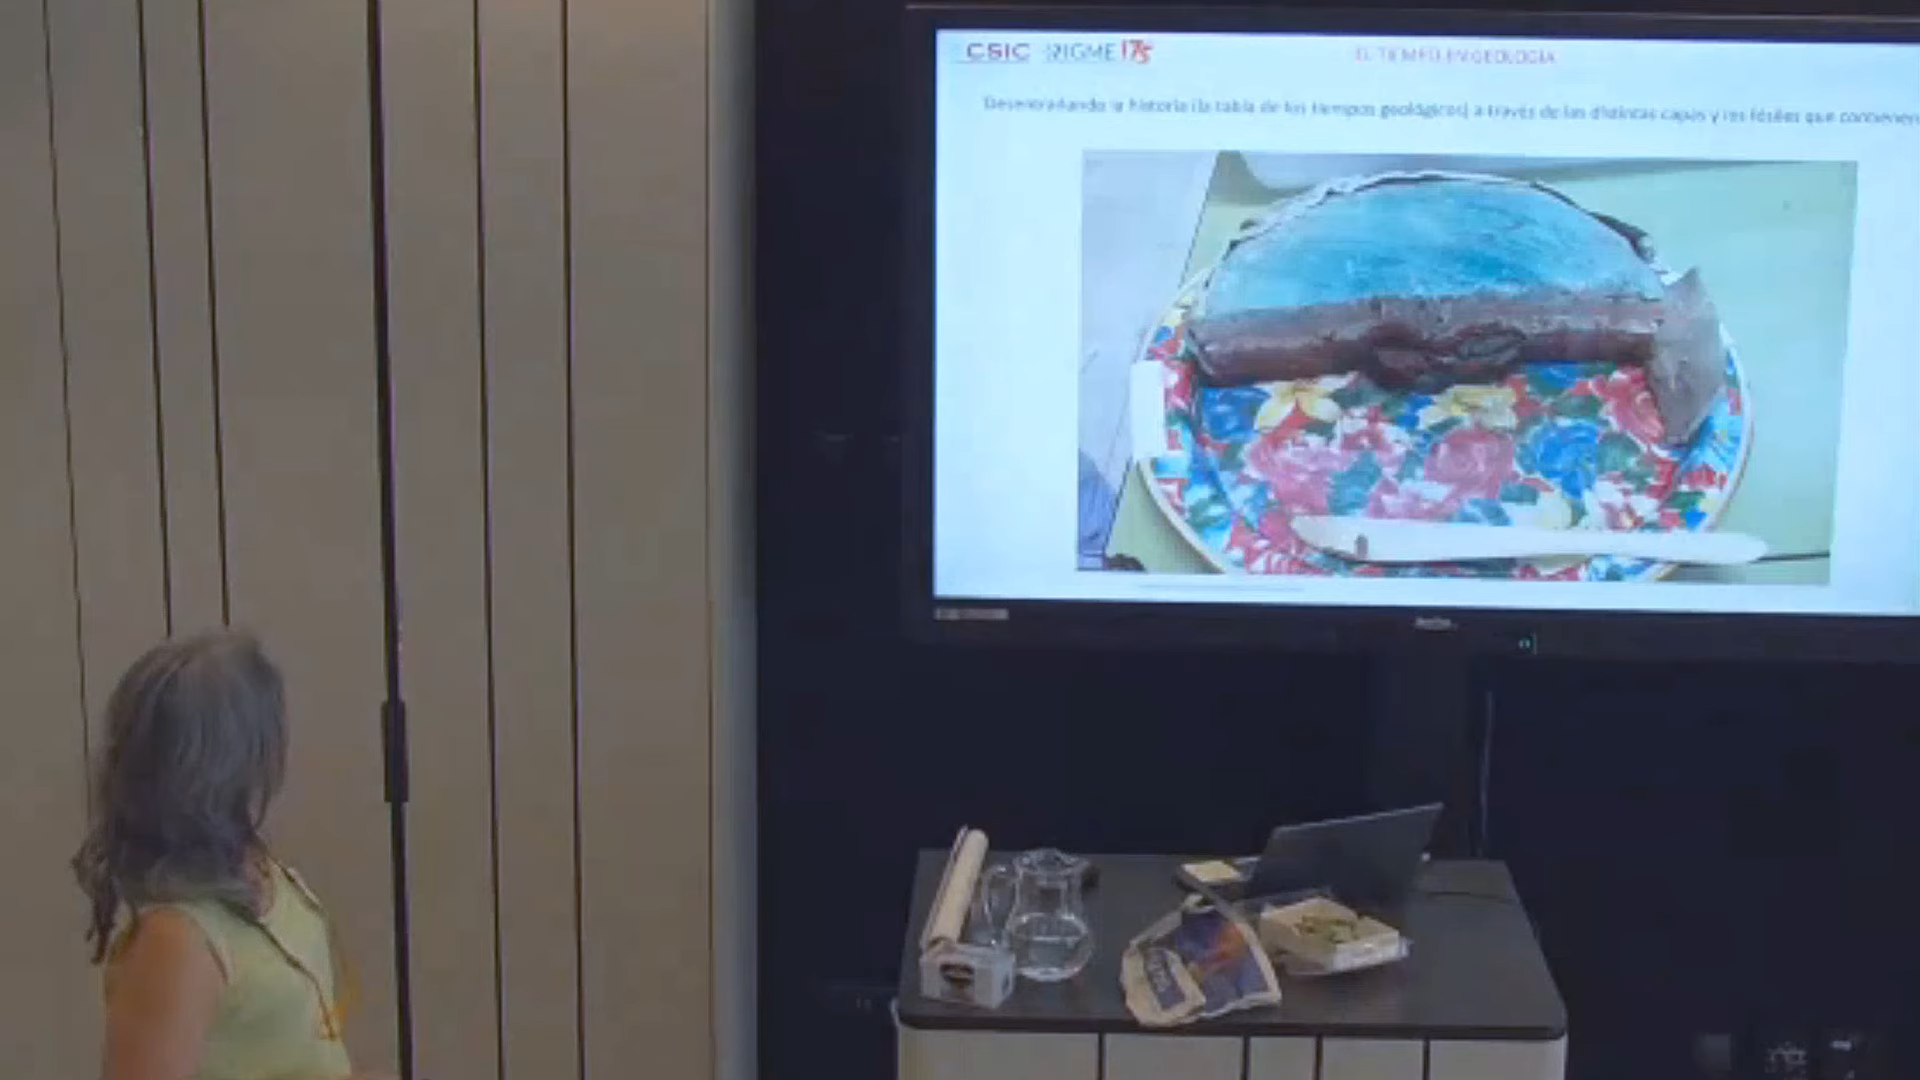 CSIC IGME 175
EL TIEMPO EN GEOLOGÍA
Desentrañando la historia (la tabla de los tiempos geológicos) a través de las distintas capas y los fósiles que contienen